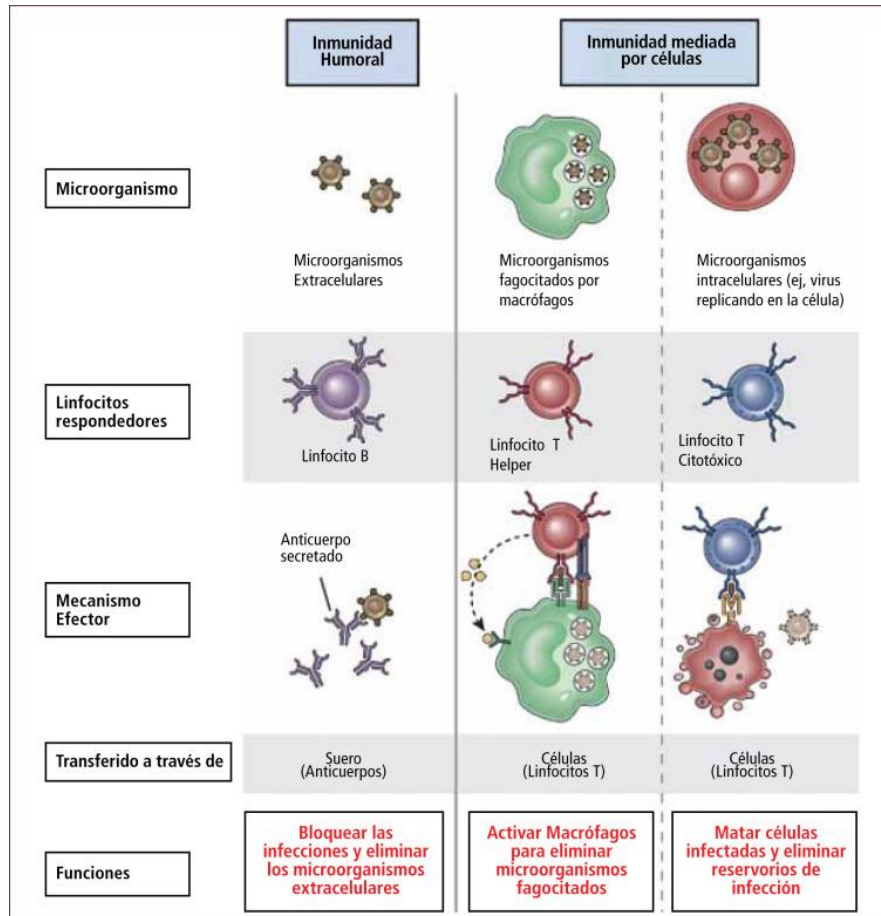 Inmunidad
Humoral
Inmunidad mediada
por células
Microorganismo
Microorganismos
Extracelulares
Microorganismos
fagocitados por
macrófagos
Microorganismos
intracelulares (ej, virus
replicando en la célula)
Linfocitos
respondedores
Linfocito B
Linfocito T
Helper
Linfocito T
Citotóxico
Mecanismo
Efector
Anticuerpo
secretado
Transferido a través de
Suero
(Anticuerpos)
Células
(Linfocitos T)
Células
(Linfocitos T)
Funciones
Bloquear las
infecciones y eliminar
los microorganismos
extracelulares
Activar Macrófagos
para eliminar
microorganismos
fagocitados
Matar células
infectadas y eliminar
reservorios de
infección